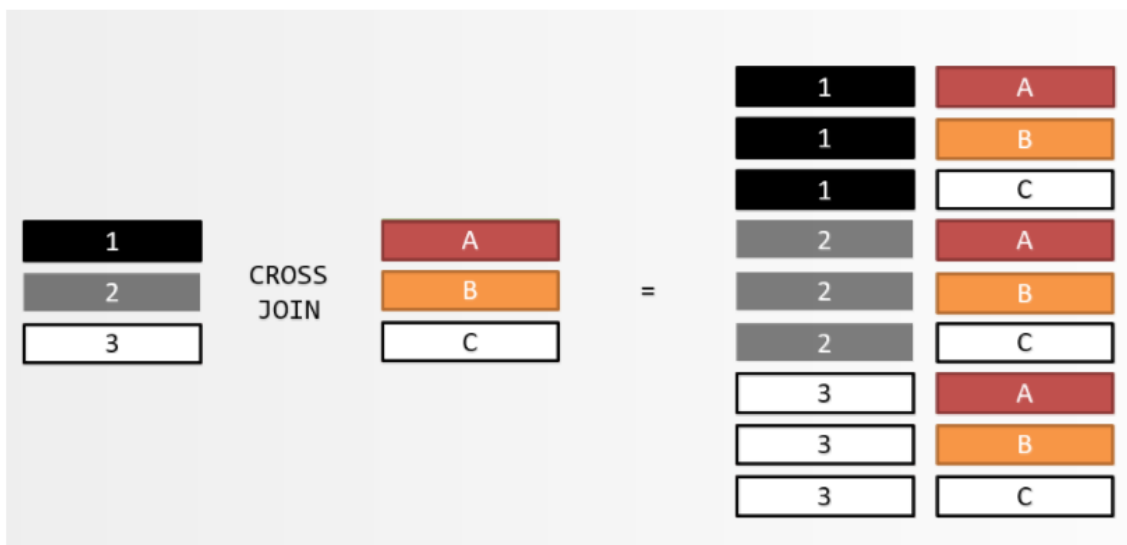 1 A
1 B
1 C
1 A 2 A
2 CROSS JOIN B = 2 B
3 C 2 C
3 A
3 B
3 C